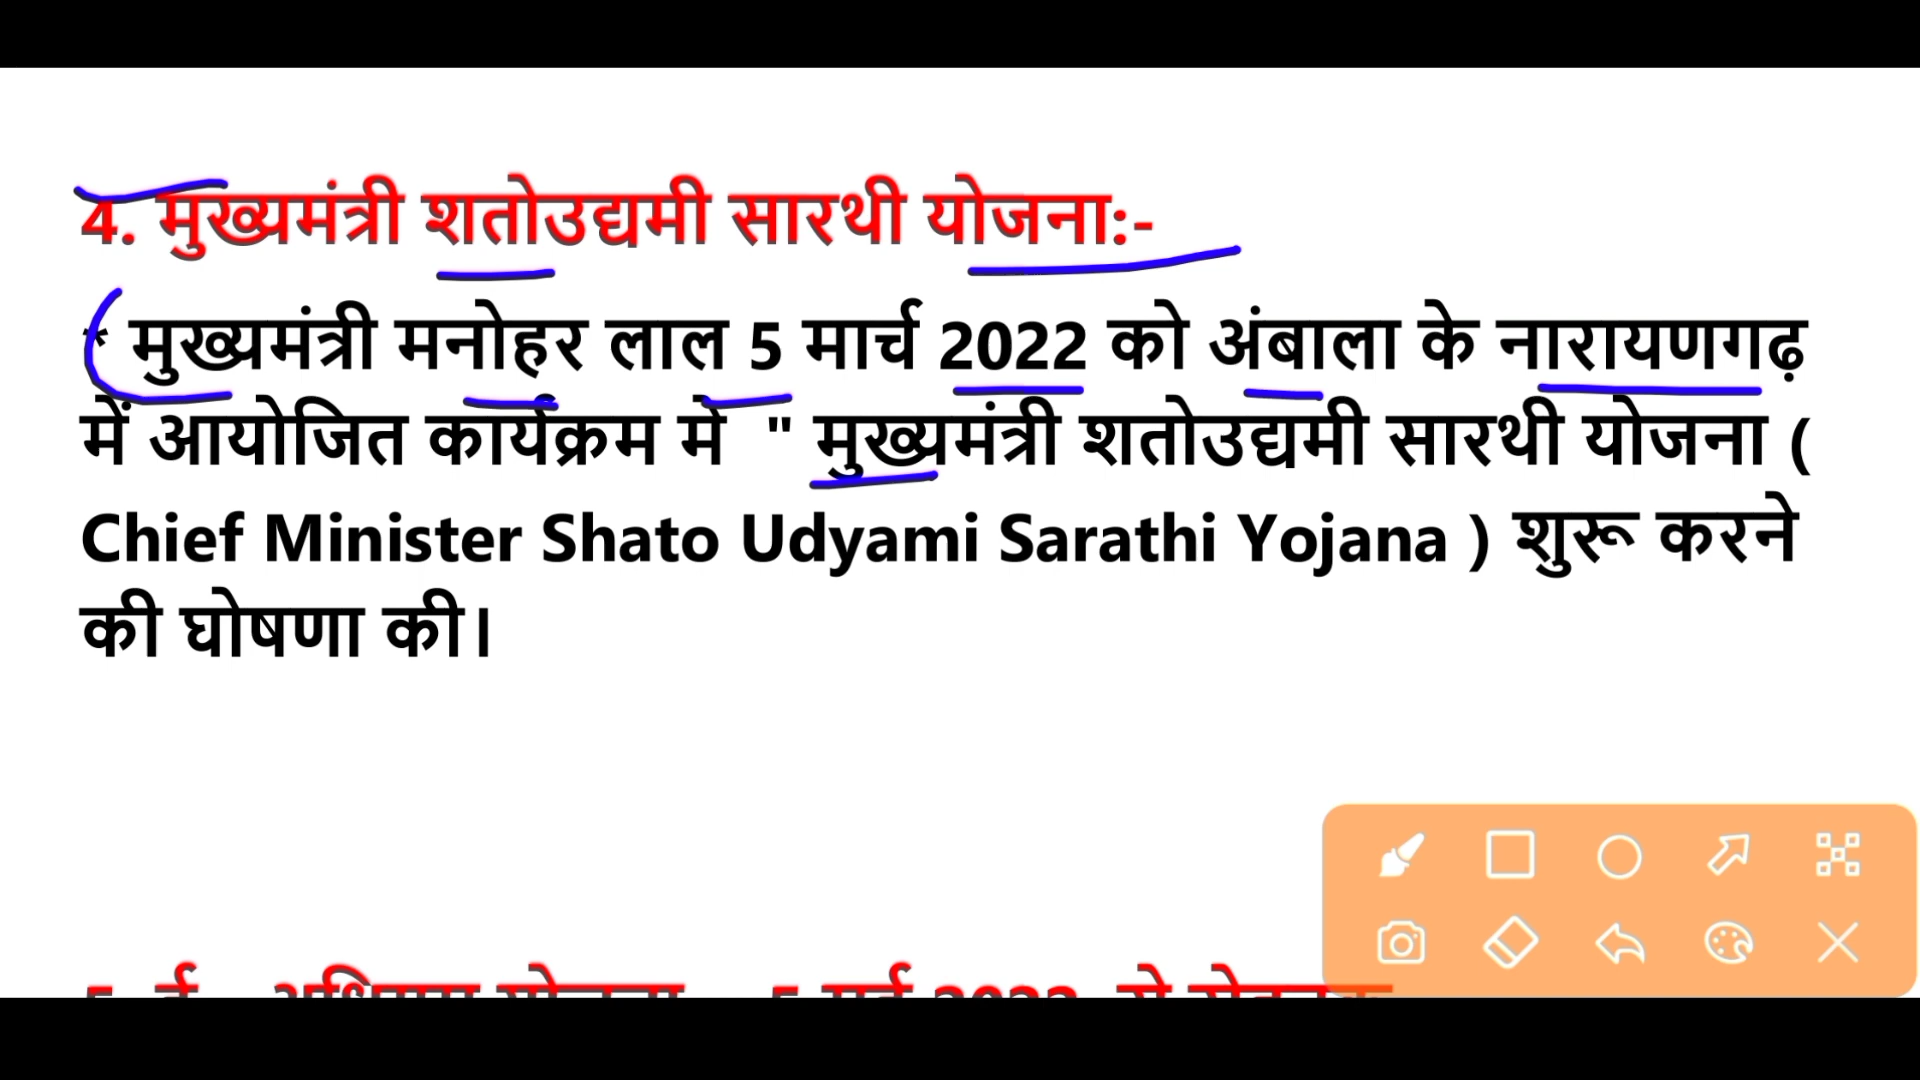 4. मुख्यमंत्री शतोउद्यमी सारथी योजना:-
* मुख्यमंत्री मनोहर लाल 5 मार्च 2022 को अंबाला के नारायणगढ़
में आयोजित कार्यक्रम मे " मुख्यमंत्री शतोउद्यमी सारथी योजना (
Chief Minister Shato Udyami Sarathi Yojana ) शुरू करने
की घोषणा की।